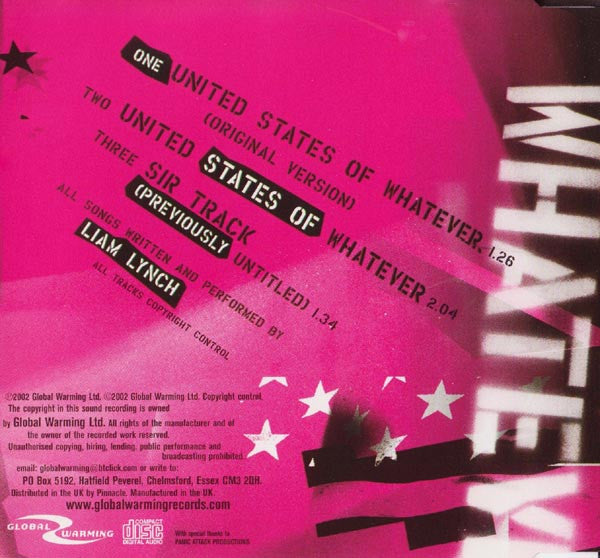 ONE UNITED STATES OF WHATEVER. 1.26
(ORIGINAL VERSION)
TWO UNITED STATES OF WHATEVER 2.04
THREE SIR TRACK
(PREVIOUSLY UNTITLED) 1.34
ALL SONGS WRITTEN AND PERFORMED BY
LIAM LYNCH
ALL TRACKS COPYRIGHT CONTROL
WHATEV
℗2002 Global Warming Ltd. ©2002 Global Warming Ltd. Copyright control.
The copyright in this sound recording is owned
by Global Warming Ltd. All rights of the manufacturer and of
the owner of the recorded work reserved.
Unauthorised copying, hiring, lending, public performance and
broadcasting prohibited
email: globalwarming@btclick.com or write to:
PO Box 5192, Hatfield Peverel, Chelmsford, Essex CM3 2QH.
Distributed in the UK by Pinnacle. Manufactured in the UK.
www.globalwarmingrecords.com
GLOBAL WARMING
COMPACT
disc
DIGITAL AUDIO
With special thanks to
PANIC ATTACK PRODUCTIONS